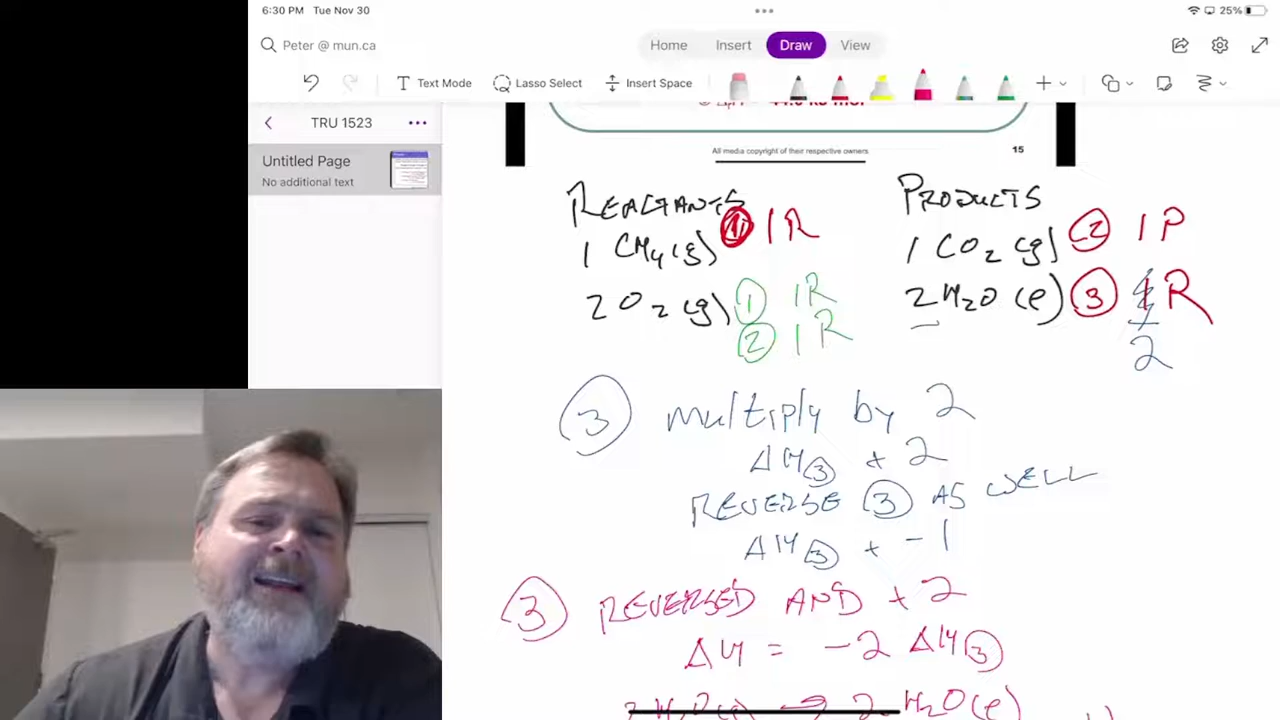 6:30 PM Tue Nov 30
25%
Peter @ mun.ca
Home Insert Draw View
Text Mode Lasso Select Insert Space
TRU 1523
Untitled Page
No additional text
All media copyright of their respective owners
15
REACTANTS
1 CH4(g) 1 1R
2 O2(g) 1 1R
2 1R
PRODUCTS
1 CO2(g) 2 1P
2 H2O(l) 3 1R
2
3 multiply by 2
ΔH3 × 2
REVERSE 3 AS WELL
ΔH3 × -1
3 REVERSED AND × 2
ΔH = -2 ΔH3
2 H2O(l)